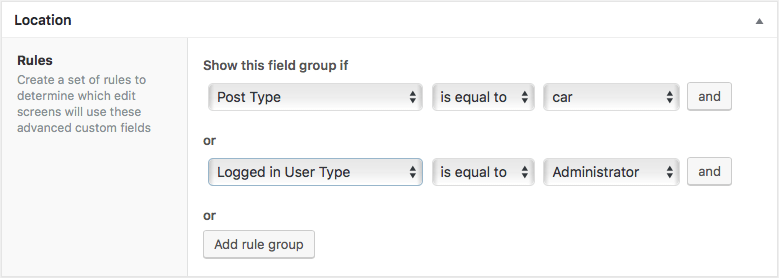 Location
Rules
Create a set of rules to
determine which edit
screens will use these
advanced custom fields
Show this field group if
Post Type is equal to car and
or
Logged in User Type is equal to Administrator and
or
Add rule group